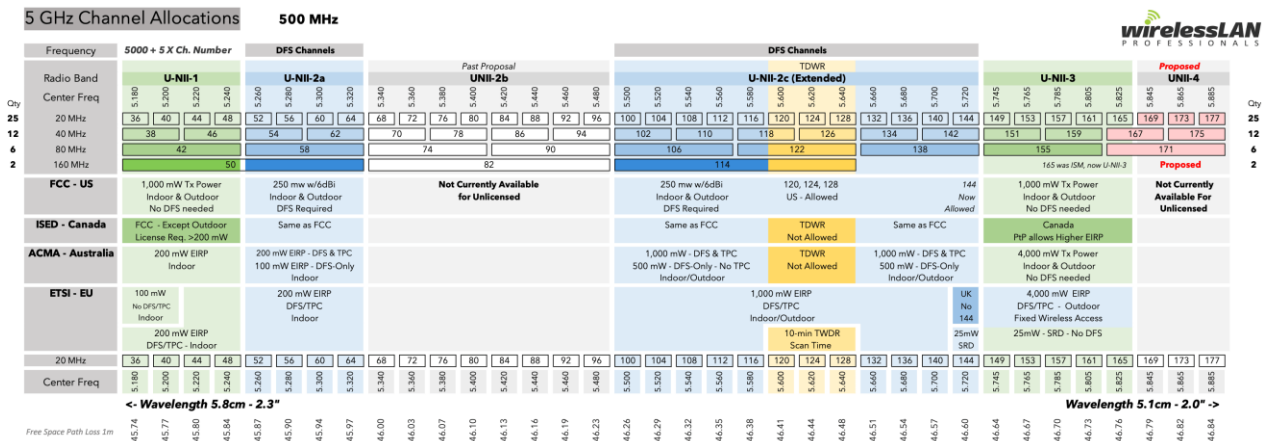 5 GHz Channel Allocations 500 MHz
wirelessLAN
PROFESSIONALS
Frequency 5000 + 5 X Ch. Number DFS Channels DFS Channels
Past Proposal TDWR Proposed
Radio Band U-NII-1 U-NII-2a UNII-2b U-NII-2c (Extended) U-NII-3 UNII-4
Center Freq 5.180 5.200 5.220 5.240 5.260 5.280 5.300 5.320 5.340 5.360 5.380 5.400 5.420 5.440 5.460 5.480 5.500 5.520 5.540 5.560 5.580 5.600 5.620 5.640 5.660 5.680 5.700 5.720 5.745 5.765 5.785 5.805 5.825 5.845 5.865 5.885
Qty Qty
25 20 MHz 36 40 44 48 52 56 60 64 68 72 76 80 84 88 92 96 100 104 108 112 116 120 124 128 132 136 140 144 149 153 157 161 165 169 173 177 25
12 40 MHz 38 46 54 62 70 78 86 94 102 110 118 126 134 142 151 159 167 175 12
6 80 MHz 42 58 74 90 106 122 138 155 171 6
2 160 MHz 50 82 114 165 was ISM, now U-NII-3 Proposed 2
FCC - US 1,000 mW Tx Power 250 mw w/6dBi Not Currently Available 250 mw w/6dBi 120, 124, 128 144 1,000 mW Tx Power Not Currently
Indoor & Outdoor Indoor & Outdoor for Unlicensed Indoor & Outdoor US - Allowed Now Indoor & Outdoor Available For
No DFS needed DFS Required DFS Required Allowed No DFS needed Unlicensed
ISED - Canada FCC - Except Outdoor Same as FCC Same as FCC TDWR Same as FCC Canada
License Req. >200 mW Not Allowed PtP allows Higher EIRP
ACMA - Australia 200 mW EIRP 200 mW EIRP - DFS & TPC 1,000 mW - DFS & TPC TDWR 1,000 mW - DFS & TPC 4,000 mW Tx Power
Indoor 100 mW EIRP - DFS-Only 500 mW - DFS-Only - No TPC Not Allowed 500 mW - DFS-Only Indoor & Outdoor
Indoor Indoor/Outdoor Indoor/Outdoor No DFS needed
ETSI - EU 100 mW 200 mW EIRP 1,000 mW EIRP UK 4,000 mW EIRP
No DFS/TPC DFS/TPC DFS/TPC No DFS/TPC - Outdoor
Indoor Indoor Indoor/Outdoor 144 Fixed Wireless Access
200 mW EIRP 10-min TWDR 25mW 25mW - SRD - No DFS
DFS/TPC - Indoor Scan Time SRD
20 MHz 36 40 44 48 52 56 60 64 68 72 76 80 84 88 92 96 100 104 108 112 116 120 124 128 132 136 140 144 149 153 157 161 165 169 173 177
Center Freq 5.180 5.200 5.220 5.240 5.260 5.280 5.300 5.320 5.340 5.360 5.380 5.400 5.420 5.440 5.460 5.480 5.500 5.520 5.540 5.560 5.580 5.600 5.620 5.640 5.660 5.680 5.700 5.720 5.745 5.765 5.785 5.805 5.825 5.845 5.865 5.885
<- Wavelength 5.8cm - 2.3" Wavelength 5.1cm - 2.0" ->
Free Space Path Loss 1m 45.74 45.77 45.80 45.84 45.87 45.90 45.94 45.97 46.00 46.03 46.07 46.10 46.13 46.16 46.19 46.23 46.26 46.29 46.32 46.35 46.38 46.41 46.44 46.48 46.51 46.54 46.57 46.60 46.64 46.67 46.70 46.73 46.76 46.79 46.82 46.84